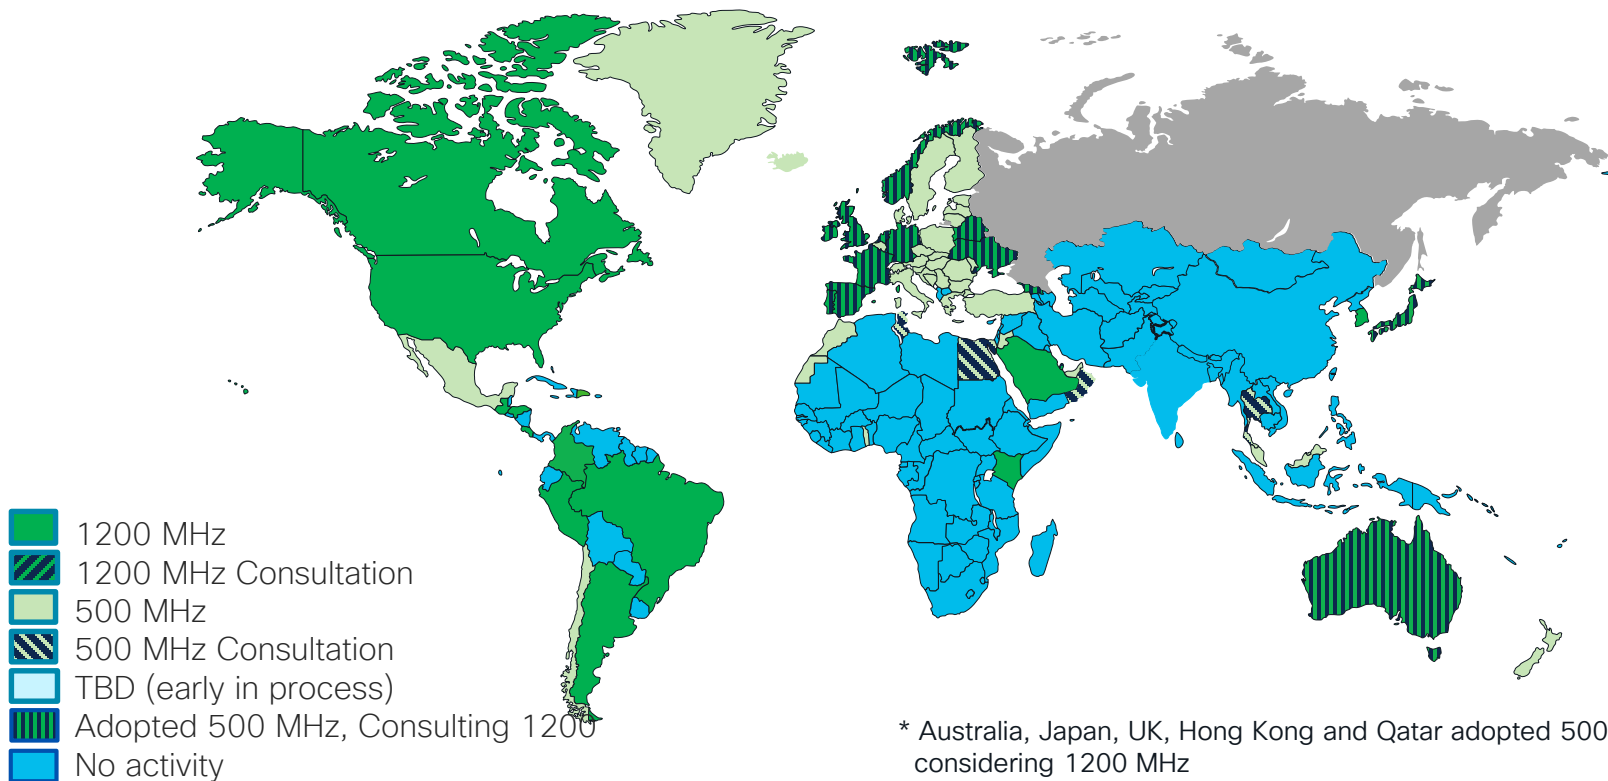 1200 MHz
1200 MHz Consultation
500 MHz
500 MHz Consultation
TBD (early in process)
Adopted 500 MHz, Consulting 1200
No activity
* Australia, Japan, UK, Hong Kong and Qatar adopted 500
considering 1200 MHz